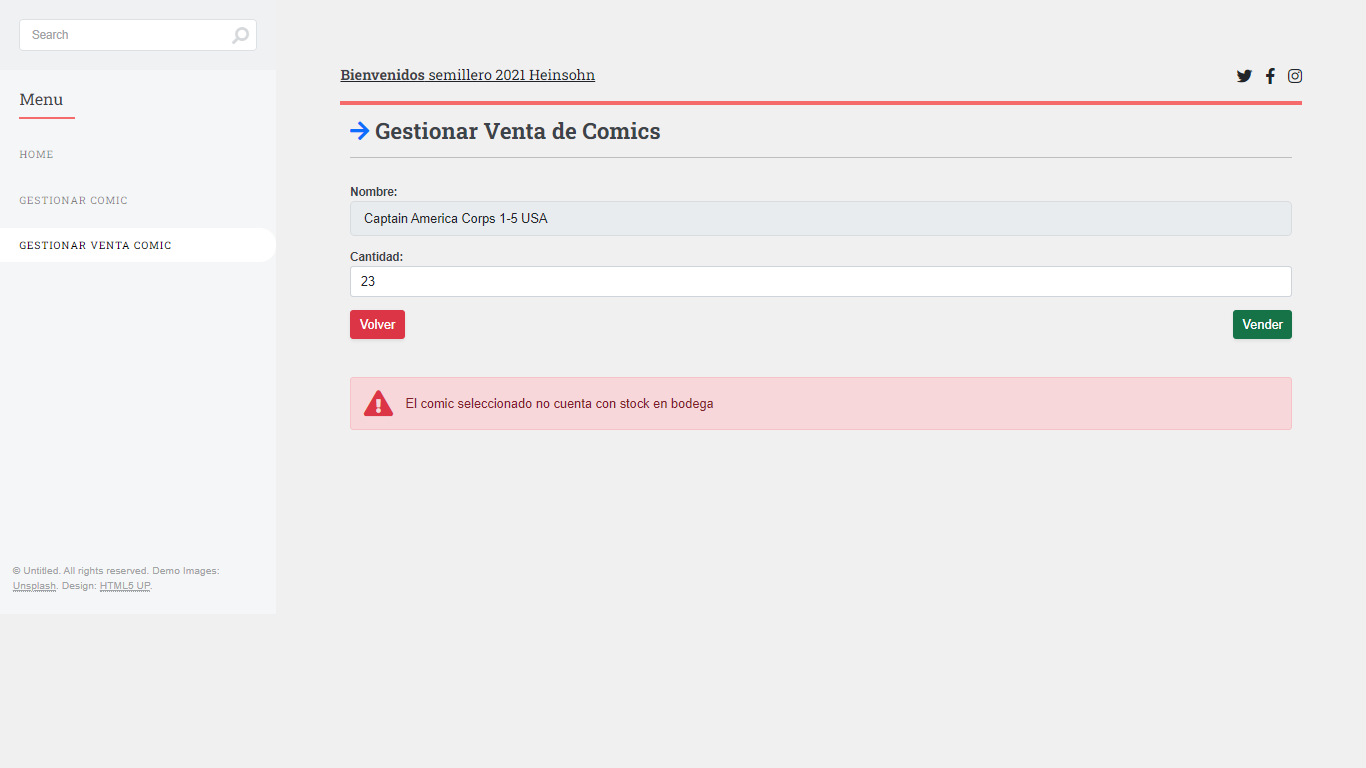 Search
Menu
HOME
GESTIONAR COMIC
GESTIONAR VENTA COMIC
© Untitled. All rights reserved. Demo Images:
Unsplash. Design: HTML5 UP.
Bienvenidos semillero 2021 Heinsohn
Gestionar Venta de Comics
Nombre:
Captain America Corps 1-5 USA
Cantidad:
23
Volver
Vender
El comic seleccionado no cuenta con stock en bodega